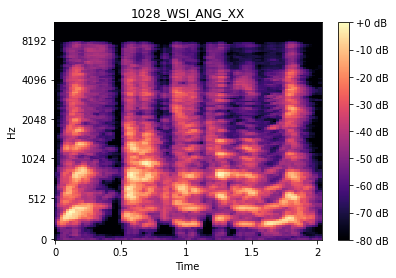 1028_WSI_ANG_XX
+0 dB
8192
-10 dB
4096
-20 dB
-30 dB
2048
Hz
-40 dB
1024
-50 dB
512
-60 dB
-70 dB
0
-80 dB
0
0.5
1
1.5
2
Time